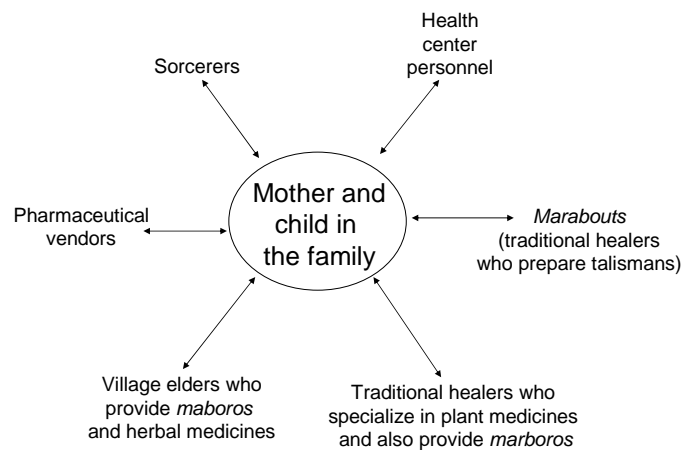 Health
center
personnel
Sorcerers
Mother and
child in
the family
Pharmaceutical
vendors
Marabouts
(traditional healers
who prepare talismans)
Village elders who
provide maboros
and herbal medicines
Traditional healers who
specialize in plant medicines
and also provide marboros